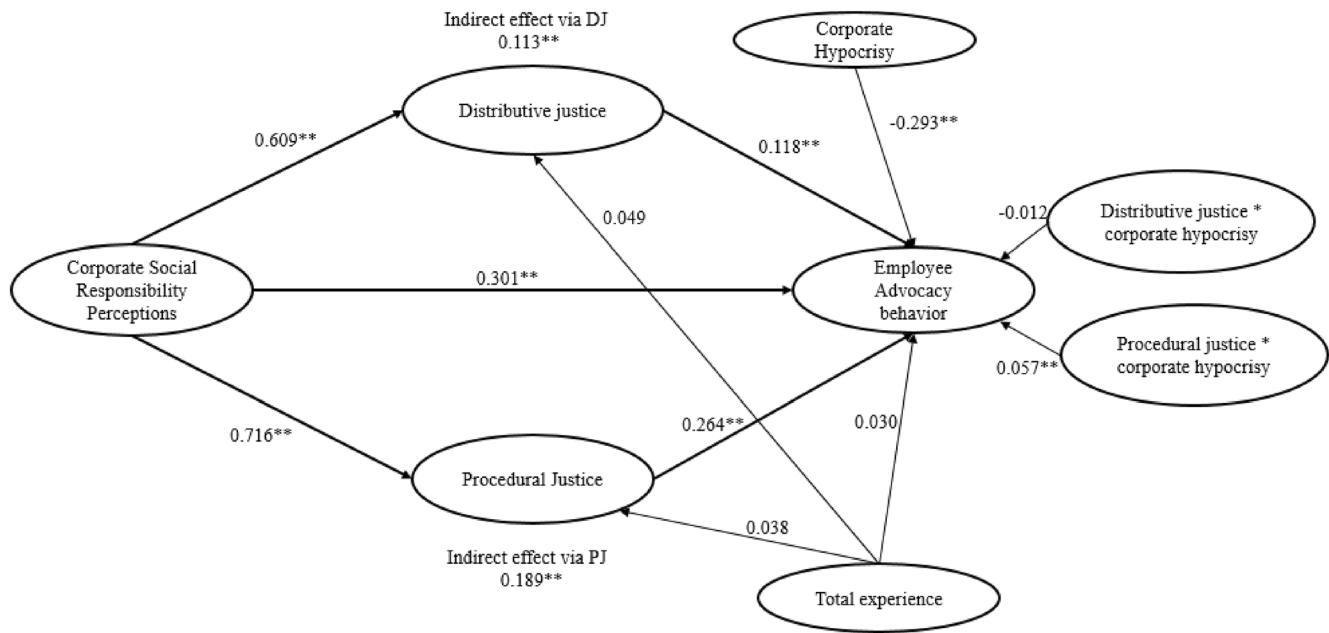 Indirect effect via DJ
0.113**
Corporate
Hypocrisy
Distributive justice
0.609**
0.118**
-0.293**
0.049
-0.012
Distributive justice *
corporate hypocrisy
Corporate Social
Responsibility
Perceptions
0.301**
Employee
Advocacy
behavior
Procedural justice *
corporate hypocrisy
0.057**
0.716**
0.264**
0.030
Procedural Justice
0.038
Indirect effect via PJ
0.189**
Total experience